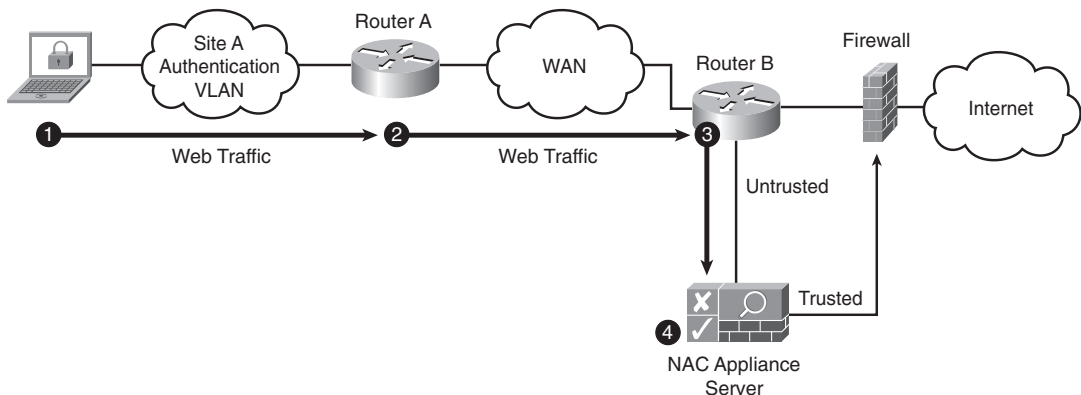 Router A
Site A
Authentication
VLAN
WAN
Router B
Firewall
Internet
1
2
3
Web Traffic
Web Traffic
Untrusted
Trusted
4
NAC Appliance
Server